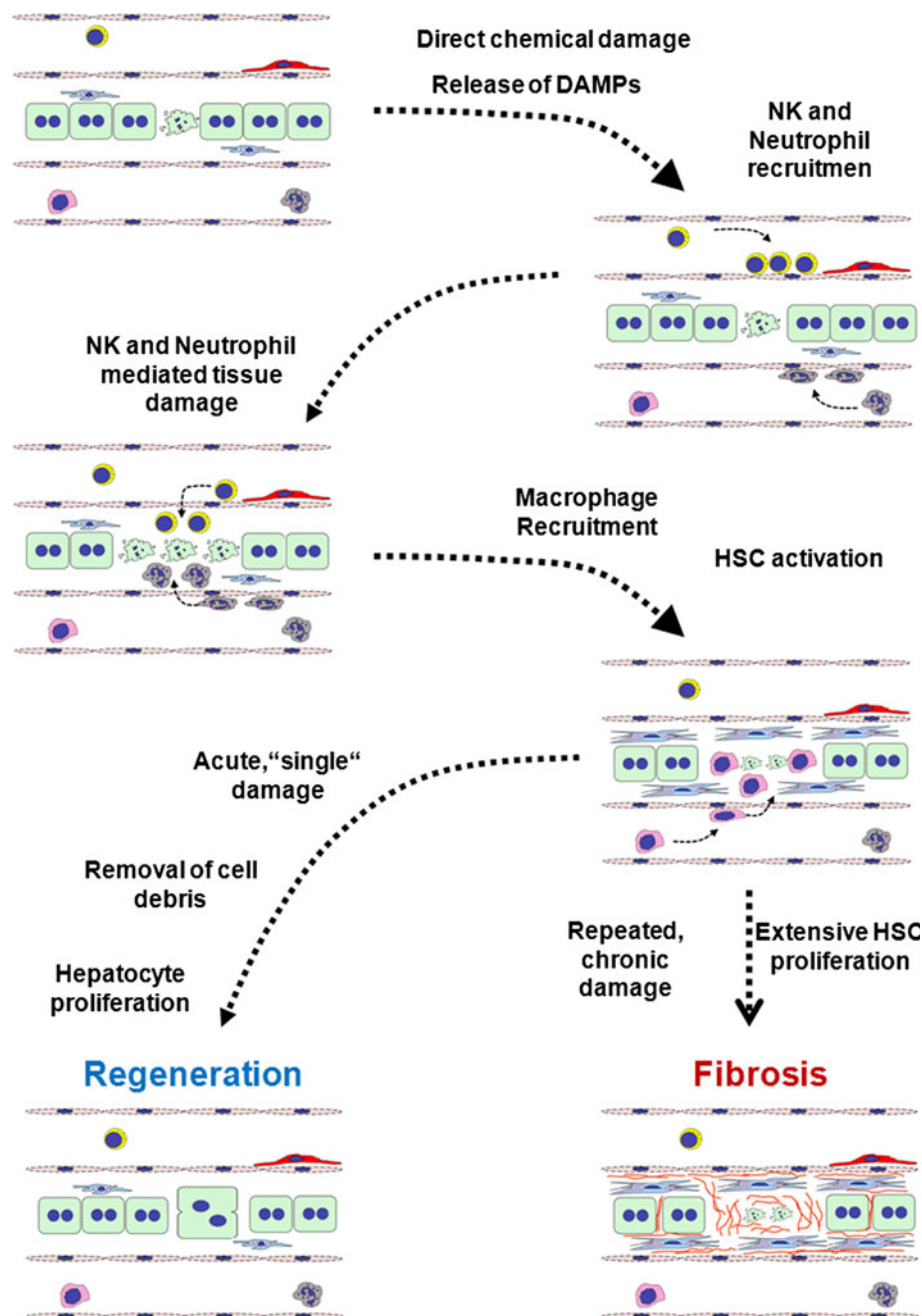 Direct chemical damage
Release of DAMPs
NK and
Neutrophil
recruitmen
NK and Neutrophil
mediated tissue
damage
Macrophage
Recruitment
HSC activation
Acute,“single“
damage
Removal of cell
debris
Hepatocyte
proliferation
Repeated,
chronic
damage
Extensive HSC
proliferation
Regeneration
Fibrosis